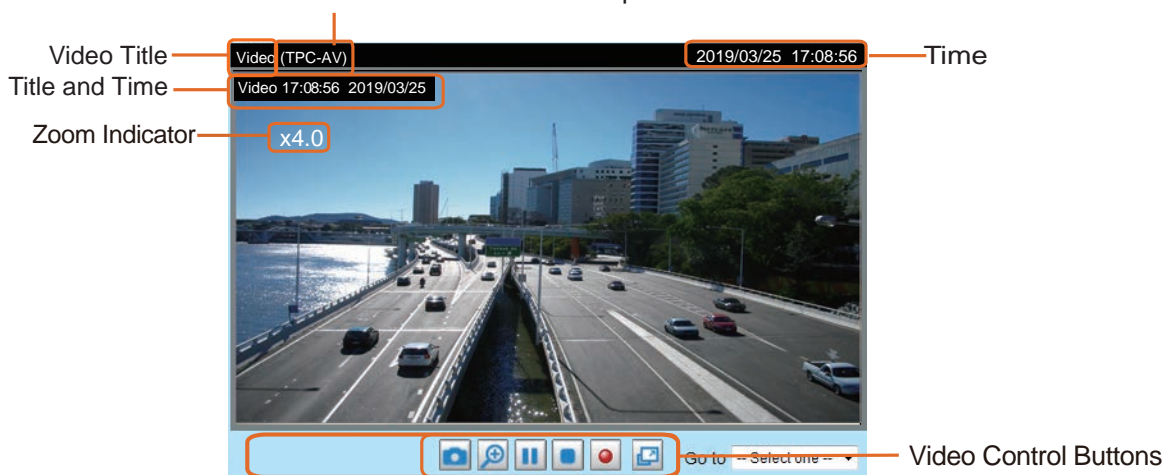 Video Title
Video (TPC-AV)
2019/03/25 17:08:56
Time
Title and Time
Video 17:08:56 2019/03/25
Zoom Indicator
x4.0
Go to
-- Select one --
Video Control Buttons